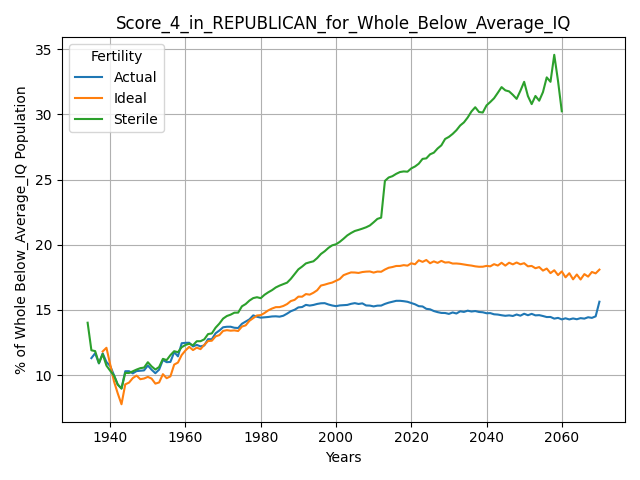 Score_4_in_REPUBLICAN_for_Whole_Below_Average_IQ
Fertility
Actual
Ideal
Sterile
% of Whole Below_Average_IQ Population
35
30
25
20
15
10
1940
1960
1980
2000
2020
2040
2060
Years